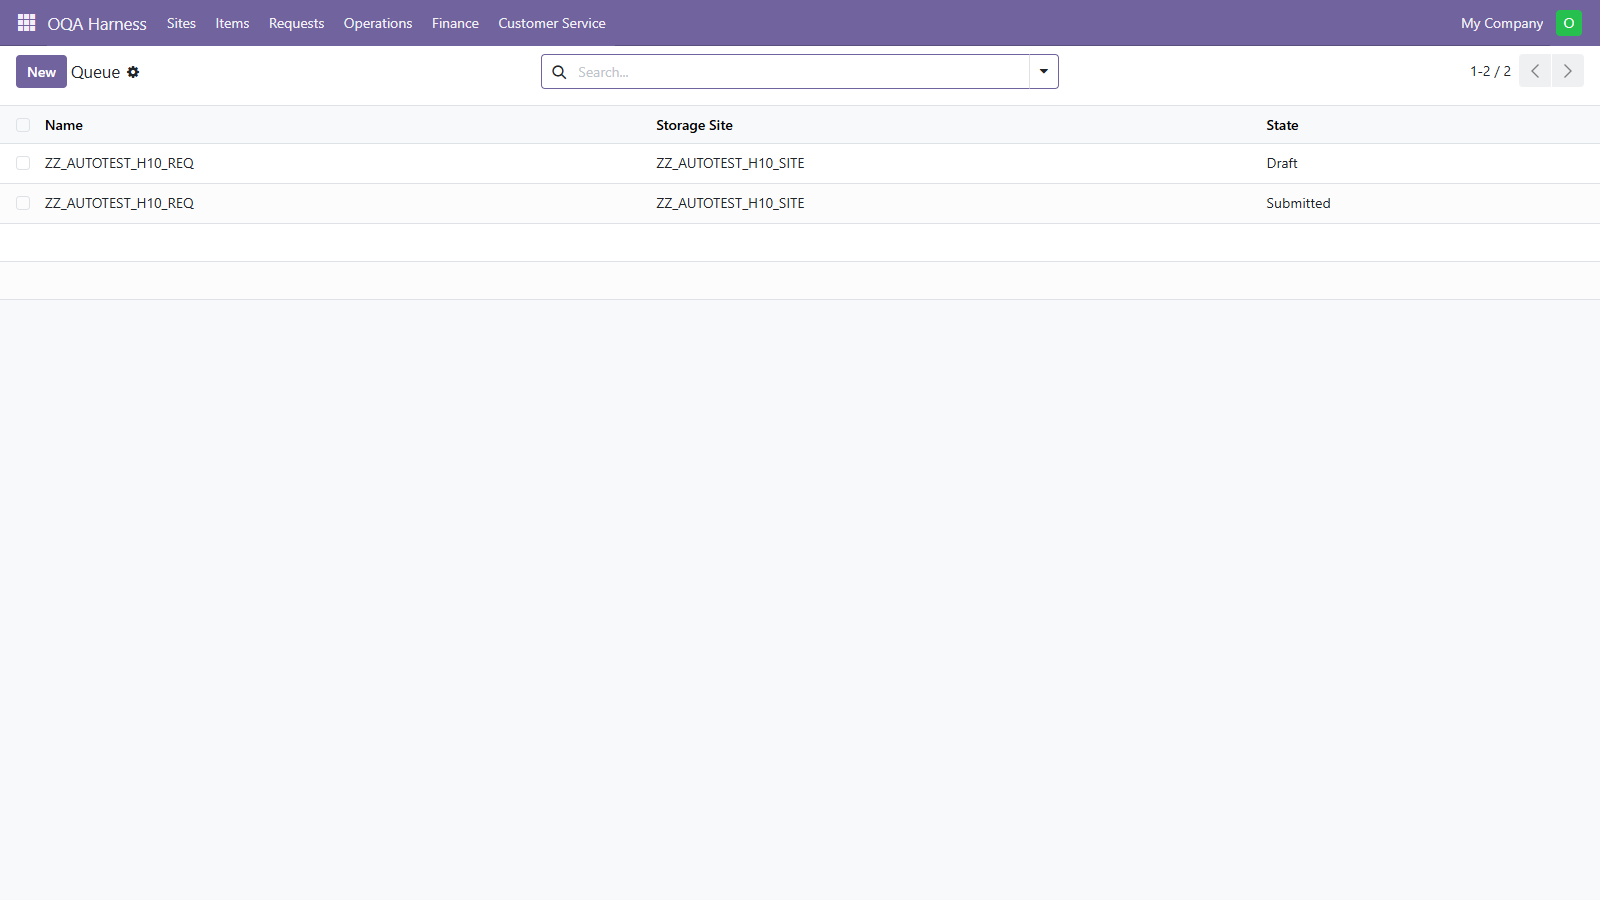 OQA Harness Sites Items Requests Operations Finance Customer Service My Company O
New Queue Search... 1-2 / 2
Name Storage Site State
ZZ_AUTOTEST_H10_REQ ZZ_AUTOTEST_H10_SITE Draft
ZZ_AUTOTEST_H10_REQ ZZ_AUTOTEST_H10_SITE Submitted